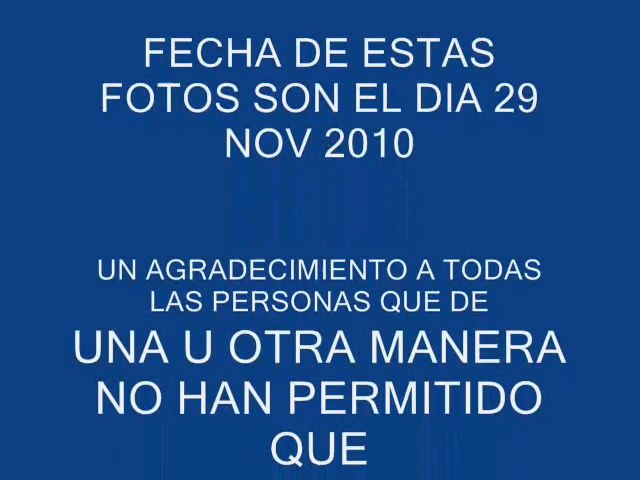 FECHA DE ESTAS
FOTOS SON EL DIA 29
NOV 2010
UN AGRADECIMIENTO A TODAS
LAS PERSONAS QUE DE
UNA U OTRA MANERA
NO HAN PERMITIDO
QUE